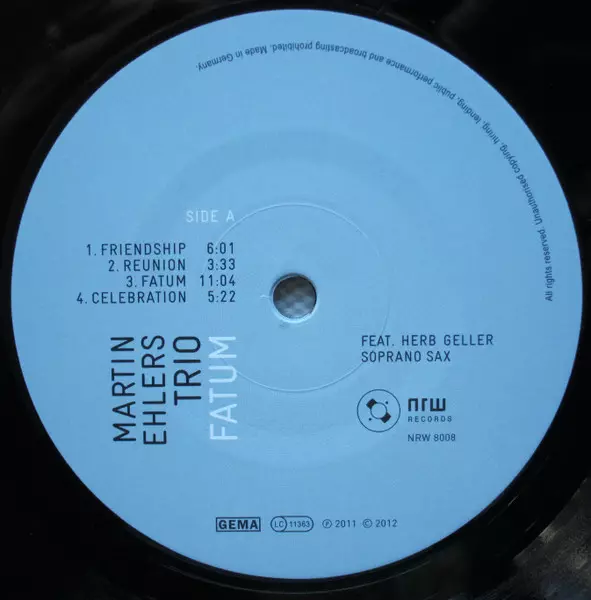 All rights reserved. Unauthorised copying, hiring, lending, public performance and broadcasting prohibited. Made in Germany.
SIDE A
1. FRIENDSHIP 6:01
2. REUNION 3:33
3. FATUM 11:04
4. CELEBRATION 5:22
MARTIN
EHLERS
TRIO
FATUM
FEAT. HERB GELLER
SOPRANO SAX
nrw
RECORDS
NRW 8008
GEMA
LC 11363
Ⓟ 2011 © 2012